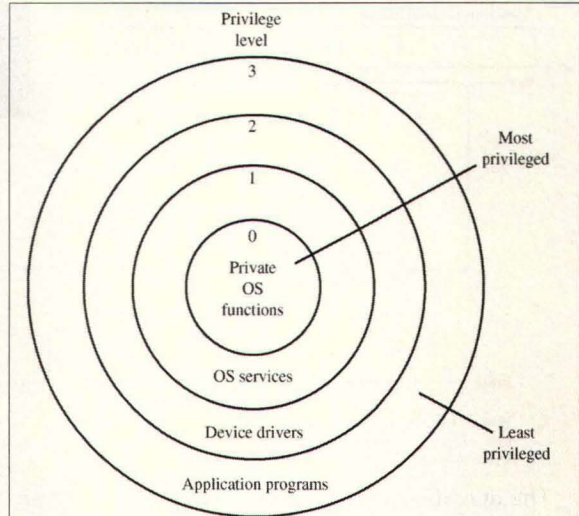 Privilege
level
3
2
1
0
Most
privileged
Private
OS
functions
OS services
Device drivers
Least
privileged
Application programs